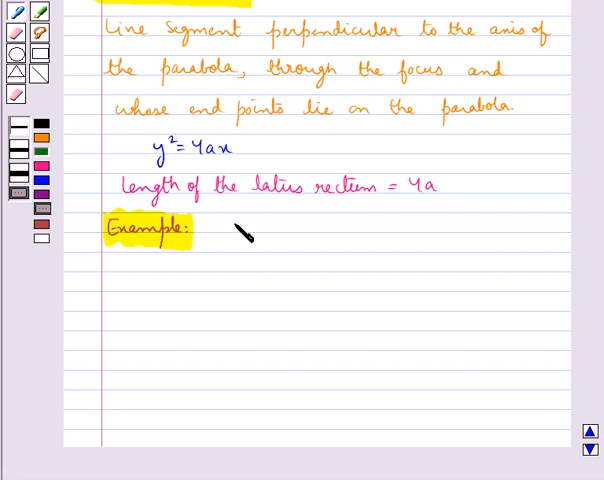 Line Segment perpendicular to the axis of
the parabola, through the focus and
whose end points lie on the parabola.
y² = 4ax
Length of the latus rectum = 4a
Example: